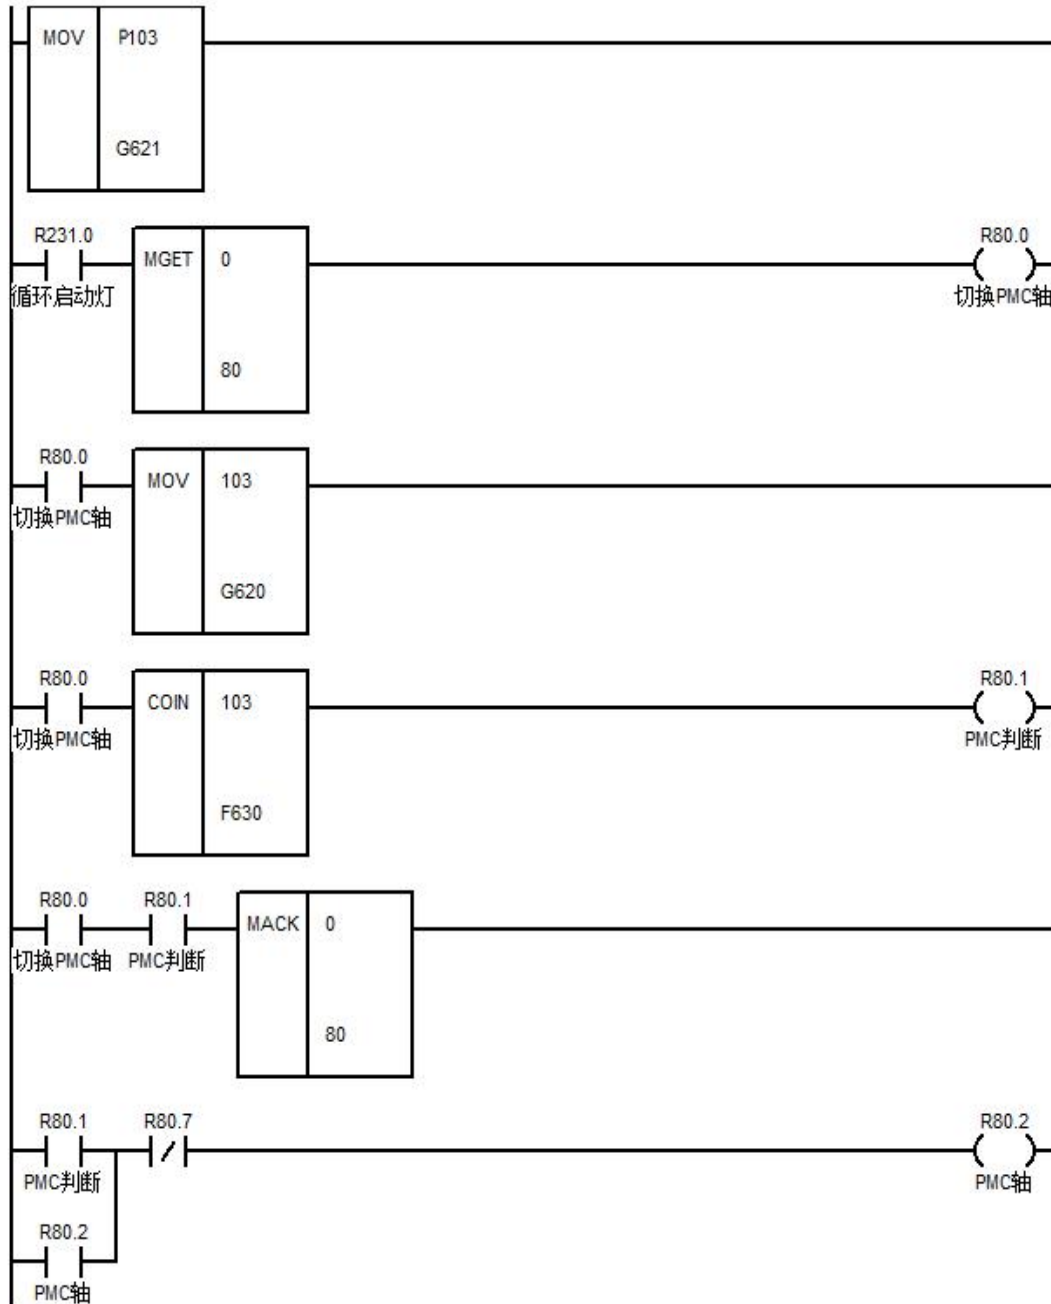 MOV P103
G621
R231.0 R80.0
MGET 0
循环启动灯 切换PMC轴
80
R80.0
MOV 103
切换PMC轴
G620
R80.0 R80.1
COIN 103
切换PMC轴 PMC判断
F630
R80.0 R80.1
MACK 0
切换PMC轴 PMC判断
80
R80.1 R80.7 R80.2
PMC判断 PMC轴
R80.2
PMC轴